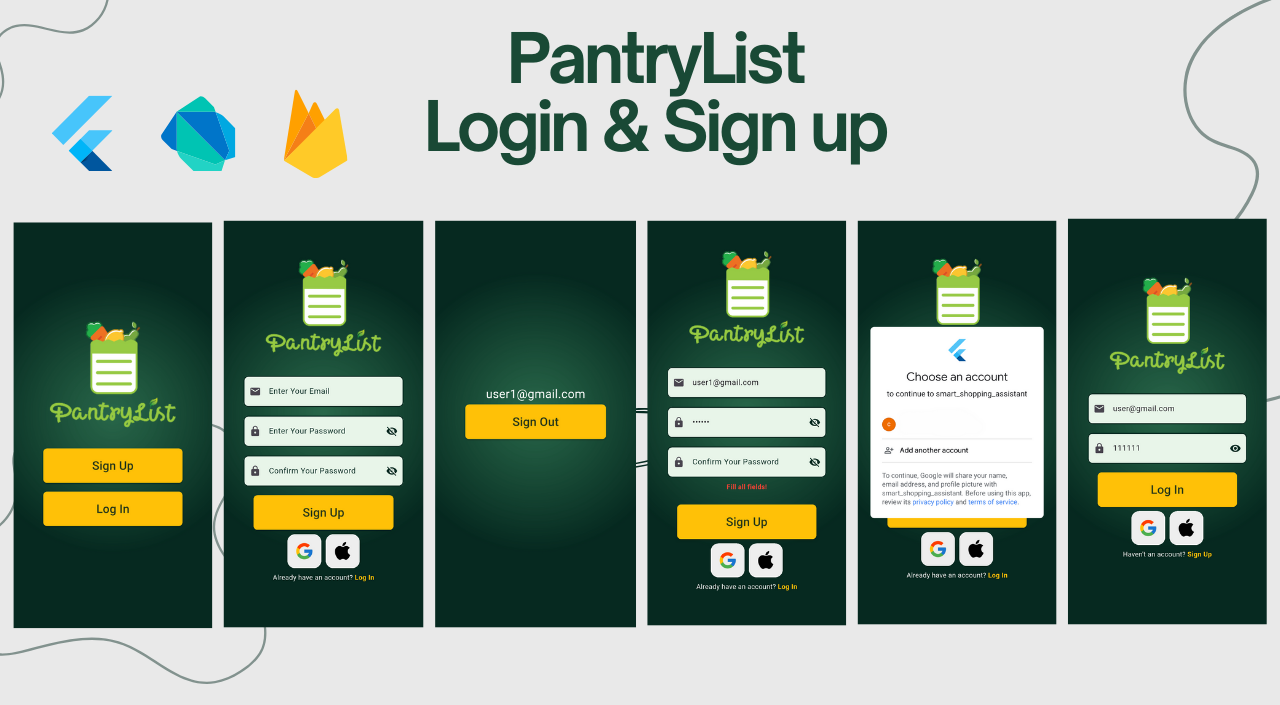 PantryList
Login & Sign up
PantryList
Sign Up
Log In
PantryList
Enter Your Email
Enter Your Password
Confirm Your Password
Sign Up
Already have an account? Log In
user1@gmail.com
Sign Out
PantryList
user1@gmail.com
••••••
Confirm Your Password
Fill all fields!
Sign Up
Already have an account? Log In
Choose an account
to continue to smart_shopping_assistant
C
Add another account
To continue, Google will share your name,
email address, and profile picture with
smart_shopping_assistant. Before using this app,
review its privacy policy and terms of service.
Already have an account? Log In
PantryList
user@gmail.com
111111
Log In
Haven't an account? Sign Up